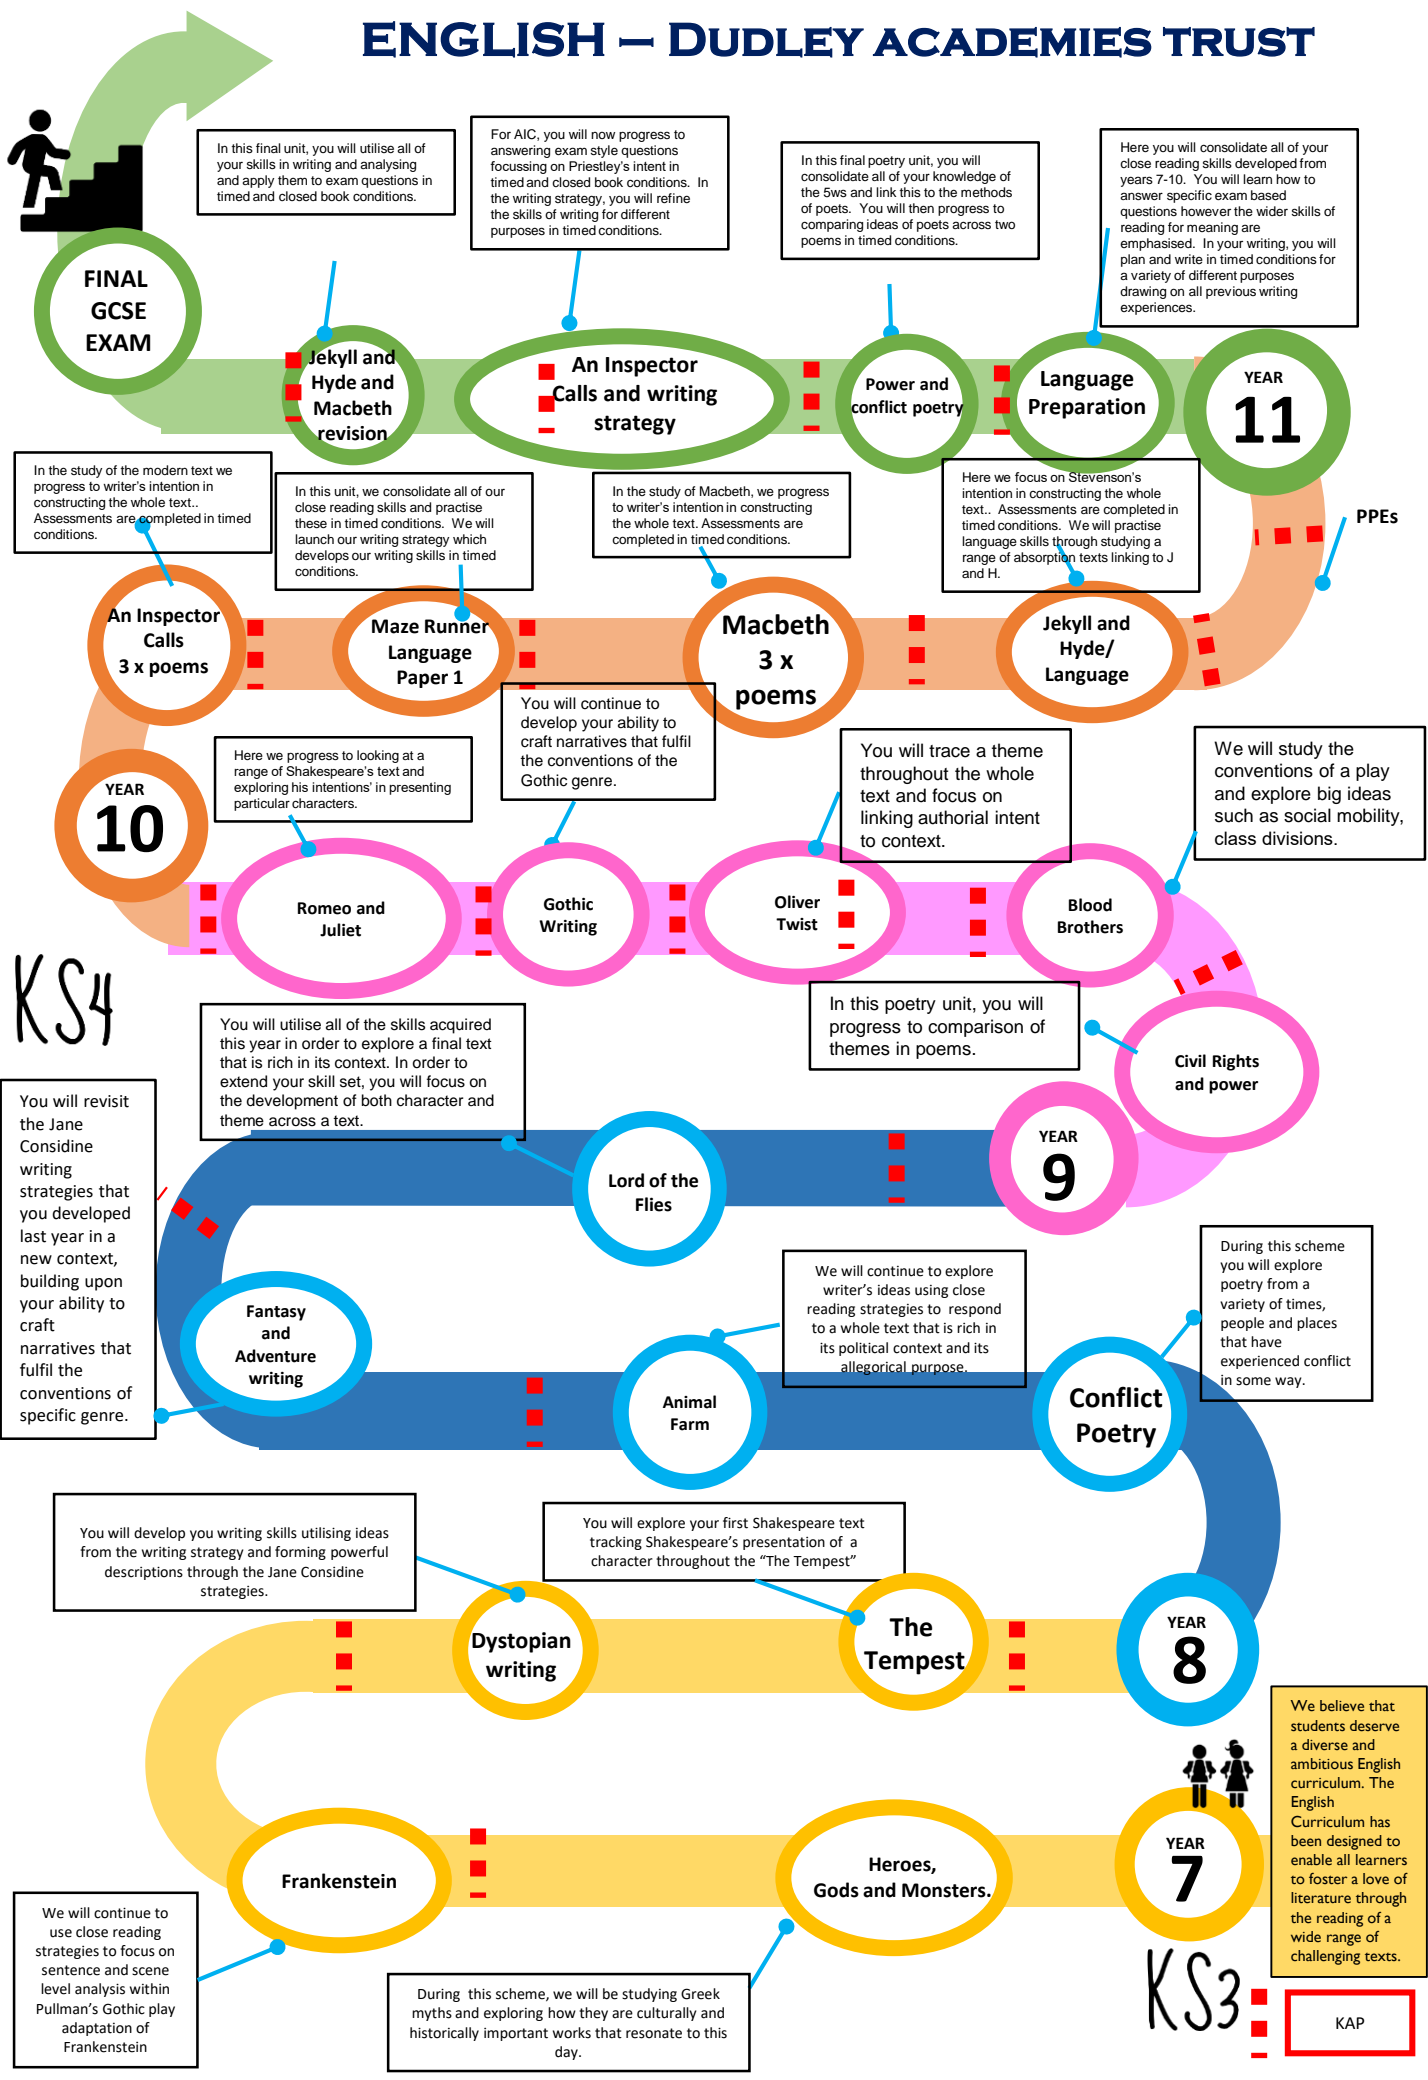 ENGLISH – DUDLEY ACADEMIES TRUST
In this final unit, you will utilise all of
your skills in writing and analysing
and apply them to exam questions in
timed and closed book conditions.
For AIC, you will now progress to
answering exam style questions
focussing on Priestley's intent in
timed and closed book conditions. In
the writing strategy, you will refine
the skills of writing for different
purposes in timed conditions.
In this final poetry unit, you will
consolidate all of your knowledge of
the 5ws and link this to the methods
of poets. You will then progress to
comparing ideas of poets across two
poems in timed conditions.
Here you will consolidate all of your
close reading skills developed from
years 7-10. You will learn how to
answer specific exam based
questions however the wider skills of
reading for meaning are
emphasised. In your writing, you will
plan and write in timed conditions for
a variety of different purposes
drawing on all previous writing
experiences.
FINAL
GCSE
EXAM
Jekyll and
Hyde and
Macbeth
revision
An Inspector
Calls and writing
strategy
Power and
conflict poetry
Language
Preparation
YEAR
11
In the study of the modern text we
progress to writer's intention in
constructing the whole text..
Assessments are completed in timed
conditions.
In this unit, we consolidate all of our
close reading skills and practise
these in timed conditions. We will
launch our writing strategy which
develops our writing skills in timed
conditions.
In the study of Macbeth, we progress
to writer's intention in constructing
the whole text. Assessments are
completed in timed conditions.
Here we focus on Stevenson's
intention in constructing the whole
text.. Assessments are completed in
timed conditions. We will practise
language skills through studying a
range of absorption texts linking to J
and H.
PPEs
An Inspector
Calls
3 x poems
Maze Runner
Language
Paper 1
Macbeth
3 x
poems
Jekyll and
Hyde/
Language
YEAR
10
Here we progress to looking at a
range of Shakespeare's text and
exploring his intentions' in presenting
particular characters.
You will continue to
develop your ability to
craft narratives that fulfil
the conventions of the
Gothic genre.
You will trace a theme
throughout the whole
text and focus on
linking authorial intent
to context.
We will study the
conventions of a play
and explore big ideas
such as social mobility,
class divisions.
Romeo and
Juliet
Gothic
Writing
Oliver
Twist
Blood
Brothers
KS4
You will utilise all of the skills acquired
this year in order to explore a final text
that is rich in its context. In order to
extend your skill set, you will focus on
the development of both character and
theme across a text.
In this poetry unit, you will
progress to comparison of
themes in poems.
Civil Rights
and power
You will revisit
the Jane
Considine
writing
strategies that
you developed
last year in a
new context,
building upon
your ability to
craft
narratives that
fulfil the
conventions of
specific genre.
Lord of the
Flies
YEAR
9
Fantasy
and
Adventure
writing
We will continue to explore
writer's ideas using close
reading strategies to respond
to a whole text that is rich in
its political context and its
allegorical purpose.
During this scheme
you will explore
poetry from a
variety of times,
people and places
that have
experienced conflict
in some way.
Animal
Farm
Conflict
Poetry
You will develop you writing skills utilising ideas
from the writing strategy and forming powerful
descriptions through the Jane Considine
strategies.
You will explore your first Shakespeare text
tracking Shakespeare's presentation of a
character throughout the "The Tempest"
Dystopian
writing
The
Tempest
YEAR
8
We believe that
students deserve
a diverse and
ambitious English
curriculum. The
English
Curriculum has
been designed to
enable all learners
to foster a love of
literature through
the reading of a
wide range of
challenging texts.
Frankenstein
Heroes,
Gods and Monsters.
YEAR
7
We will continue to
use close reading
strategies to focus on
sentence and scene
level analysis within
Pullman's Gothic play
adaptation of
Frankenstein
During this scheme, we will be studying Greek
myths and exploring how they are culturally and
historically important works that resonate to this
day.
KS3
KAP